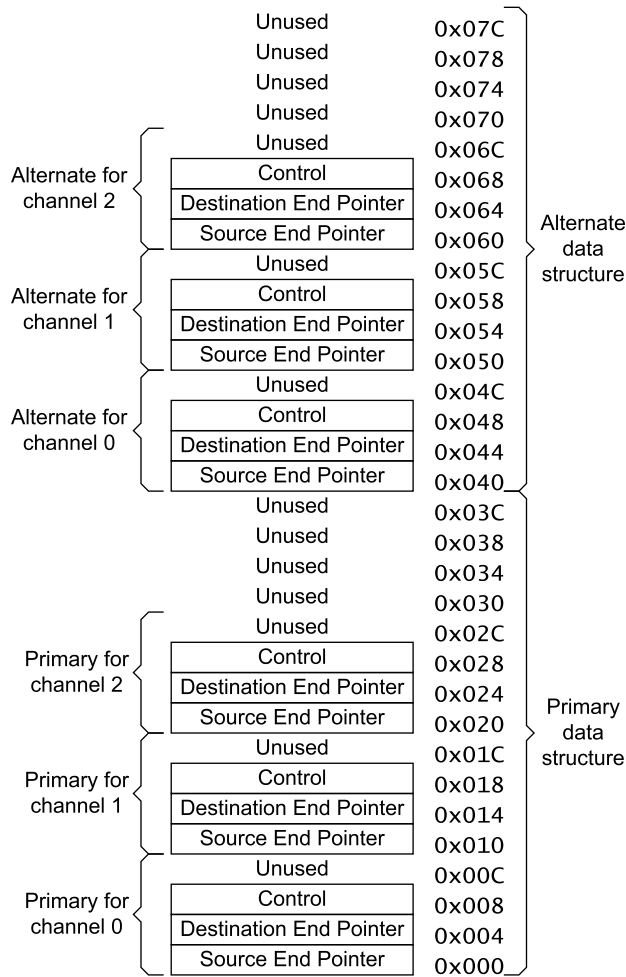 Unused 0x07C
Unused 0x078
Unused 0x074
Unused 0x070
Unused 0x06C
Alternate for
channel 2
Control 0x068
Destination End Pointer 0x064
Source End Pointer 0x060
Alternate
data
structure
Unused 0x05C
Alternate for
channel 1
Control 0x058
Destination End Pointer 0x054
Source End Pointer 0x050
Unused 0x04C
Alternate for
channel 0
Control 0x048
Destination End Pointer 0x044
Source End Pointer 0x040
Unused 0x03C
Unused 0x038
Unused 0x034
Unused 0x030
Unused 0x02C
Primary for
channel 2
Control 0x028
Destination End Pointer 0x024
Source End Pointer 0x020
Primary
data
structure
Unused 0x01C
Primary for
channel 1
Control 0x018
Destination End Pointer 0x014
Source End Pointer 0x010
Unused 0x00C
Primary for
channel 0
Control 0x008
Destination End Pointer 0x004
Source End Pointer 0x000